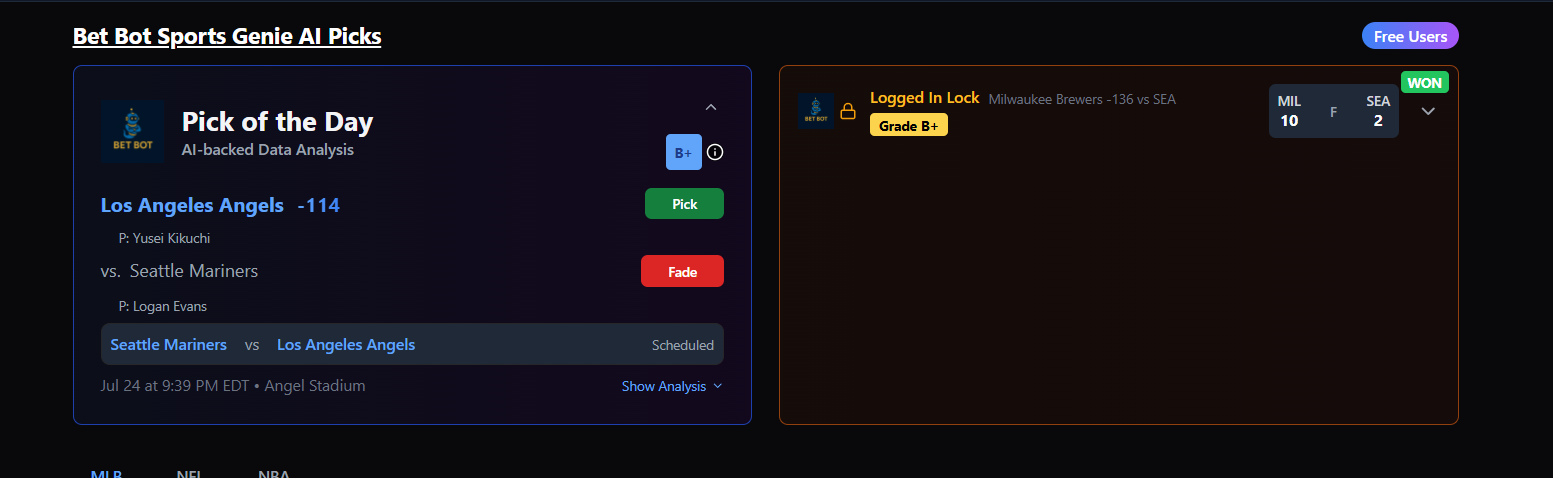 Bet Bot Sports Genie AI Picks
Free Users
BET BOT
Pick of the Day
AI-backed Data Analysis
B+
Los Angeles Angels -114
Pick
P: Yusei Kikuchi
vs. Seattle Mariners
Fade
P: Logan Evans
Seattle Mariners vs Los Angeles Angels Scheduled
Jul 24 at 9:39 PM EDT • Angel Stadium
Show Analysis
BET BOT
Logged In Lock Milwaukee Brewers -136 vs SEA
Grade B+
WON
MIL F SEA
10 2
MLB NFL NBA